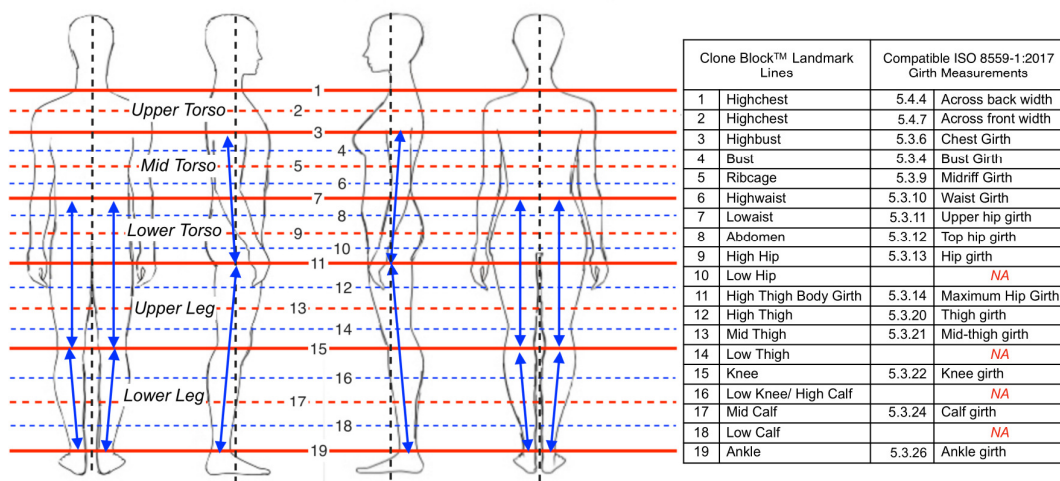 1
Upper Torso
2
3
4
Mid Torso
5
6
7
8
Lower Torso
9
10
11
12
Upper Leg
13
14
15
16
Lower Leg
17
18
19
Clone Block™ Landmark Lines
Compatible ISO 8559-1:2017 Girth Measurements
1 Highchest 5.4.4 Across back width
2 Highchest 5.4.7 Across front width
3 Highbust 5.3.6 Chest Girth
4 Bust 5.3.4 Bust Girth
5 Ribcage 5.3.9 Midriff Girth
6 Highwaist 5.3.10 Waist Girth
7 Lowaist 5.3.11 Upper hip girth
8 Abdomen 5.3.12 Top hip girth
9 High Hip 5.3.13 Hip girth
10 Low Hip NA
11 High Thigh Body Girth 5.3.14 Maximum Hip Girth
12 High Thigh 5.3.20 Thigh girth
13 Mid Thigh 5.3.21 Mid-thigh girth
14 Low Thigh NA
15 Knee 5.3.22 Knee girth
16 Low Knee/ High Calf NA
17 Mid Calf 5.3.24 Calf girth
18 Low Calf NA
19 Ankle 5.3.26 Ankle girth